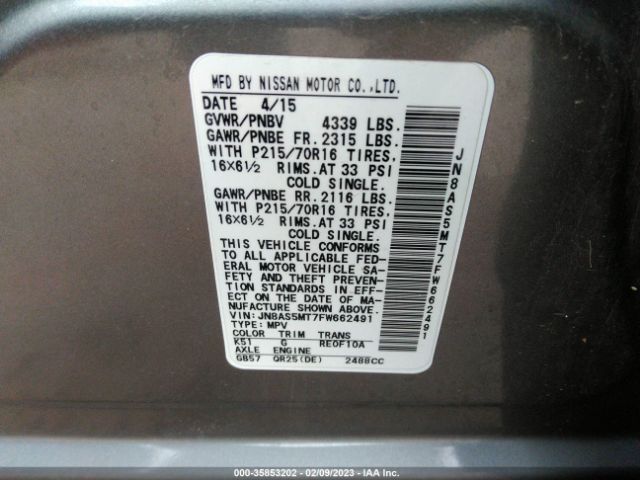 MFD BY NISSAN MOTOR CO.,LTD.
DATE 4/15
GVWR/PNBV 4339 LBS.
GAWR/PNBE FR. 2315 LBS.
WITH P215/70R16 TIRES,
16×6½ RIMS. AT 33 PSI
COLD SINGLE.
GAWR/PNBE RR. 2116 LBS.
WITH P215/70R16 TIRES,
16×6½ RIMS. AT 33 PSI
COLD SINGLE.
THIS VEHICLE CONFORMS
TO ALL APPLICABLE FED-
ERAL MOTOR VEHICLE SA-
FETY AND THEFT PREVEN-
TION STANDARDS IN EFF-
ECT ON THE DATE OF MA-
NUFACTURE SHOWN ABOVE.
VIN: JN8AS5MT7FW662491
TYPE: MPV
COLOR TRIM TRANS
K51 G RE0F10A
AXLE ENGINE
GB57 QR25(DE) 2488CC
JN8AS5MT7FW662491
000-35853202 - 02/09/2023 - IAA Inc.